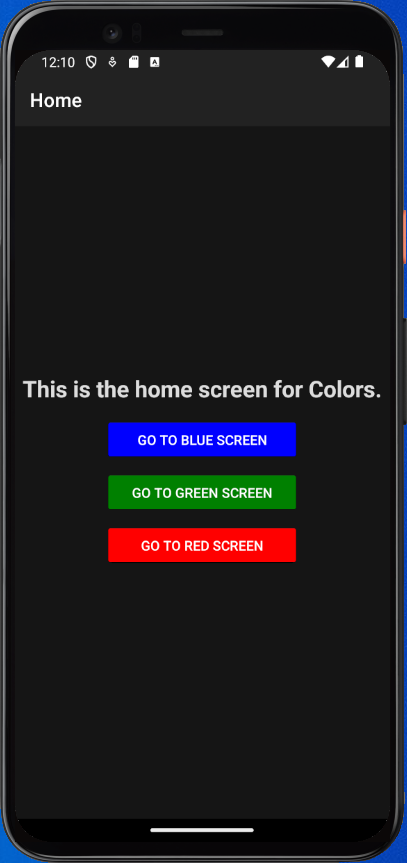 12:10
Home
This is the home screen for Colors.
GO TO BLUE SCREEN
GO TO GREEN SCREEN
GO TO RED SCREEN